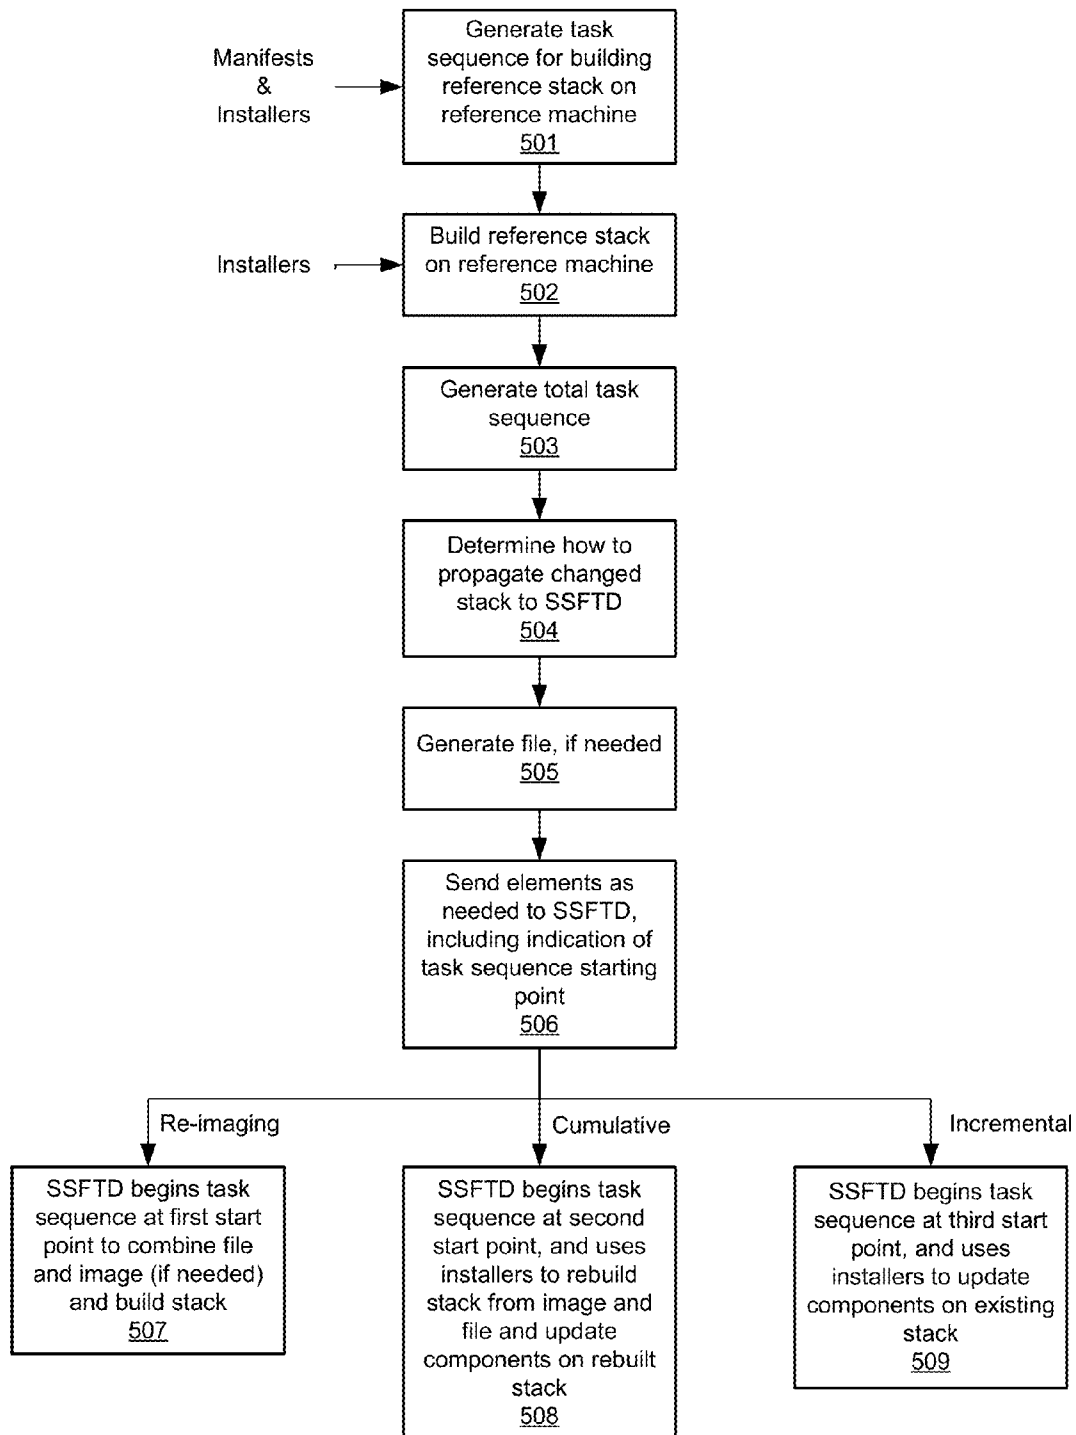 Generate task
sequence for building
reference stack on
reference machine
501
Manifests
&
Installers
Build reference stack
on reference machine
502
Installers
Generate total task
sequence
503
Determine how to
propagate changed
stack to SSFTD
504
Generate file, if needed
505
Send elements as
needed to SSFTD,
including indication of
task sequence starting
point
506
Re-imaging
Cumulative
Incremental
SSFTD begins task
sequence at first start
point to combine file
and image (if needed)
and build stack
507
SSFTD begins task
sequence at second
start point, and uses
installers to rebuild
stack from image and
file and update
components on rebuilt
stack
508
SSFTD begins task
sequence at third start
point, and uses
installers to update
components on existing
stack
509